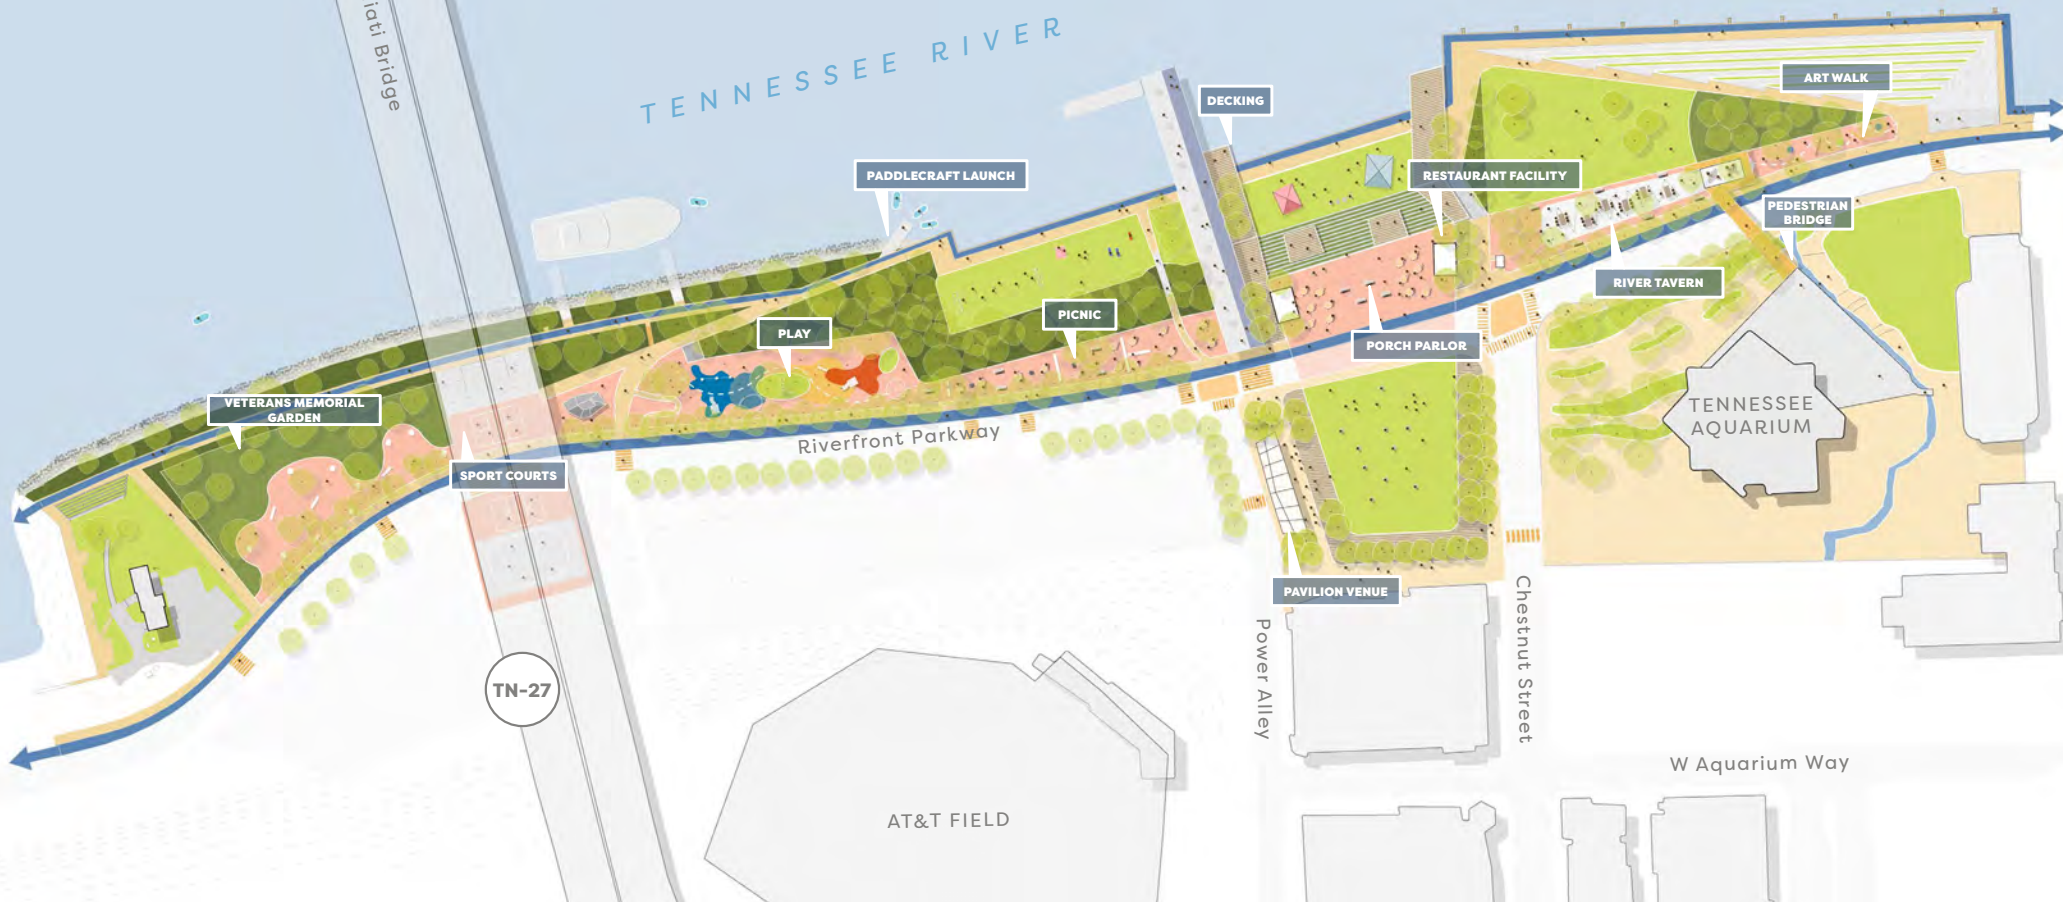 iati Bridge
TENNESSEE RIVER
DECKING
ART WALK
PADDLECRAFT LAUNCH
RESTAURANT FACILITY
PEDESTRIAN
BRIDGE
RIVER TAVERN
PICNIC
PLAY
PORCH PARLOR
VETERANS MEMORIAL
GARDEN
TENNESSEE
AQUARIUM
Riverfront Parkway
SPORT COURTS
PAVILION VENUE
Power Alley
Chestnut Street
TN-27
W Aquarium Way
AT&T FIELD